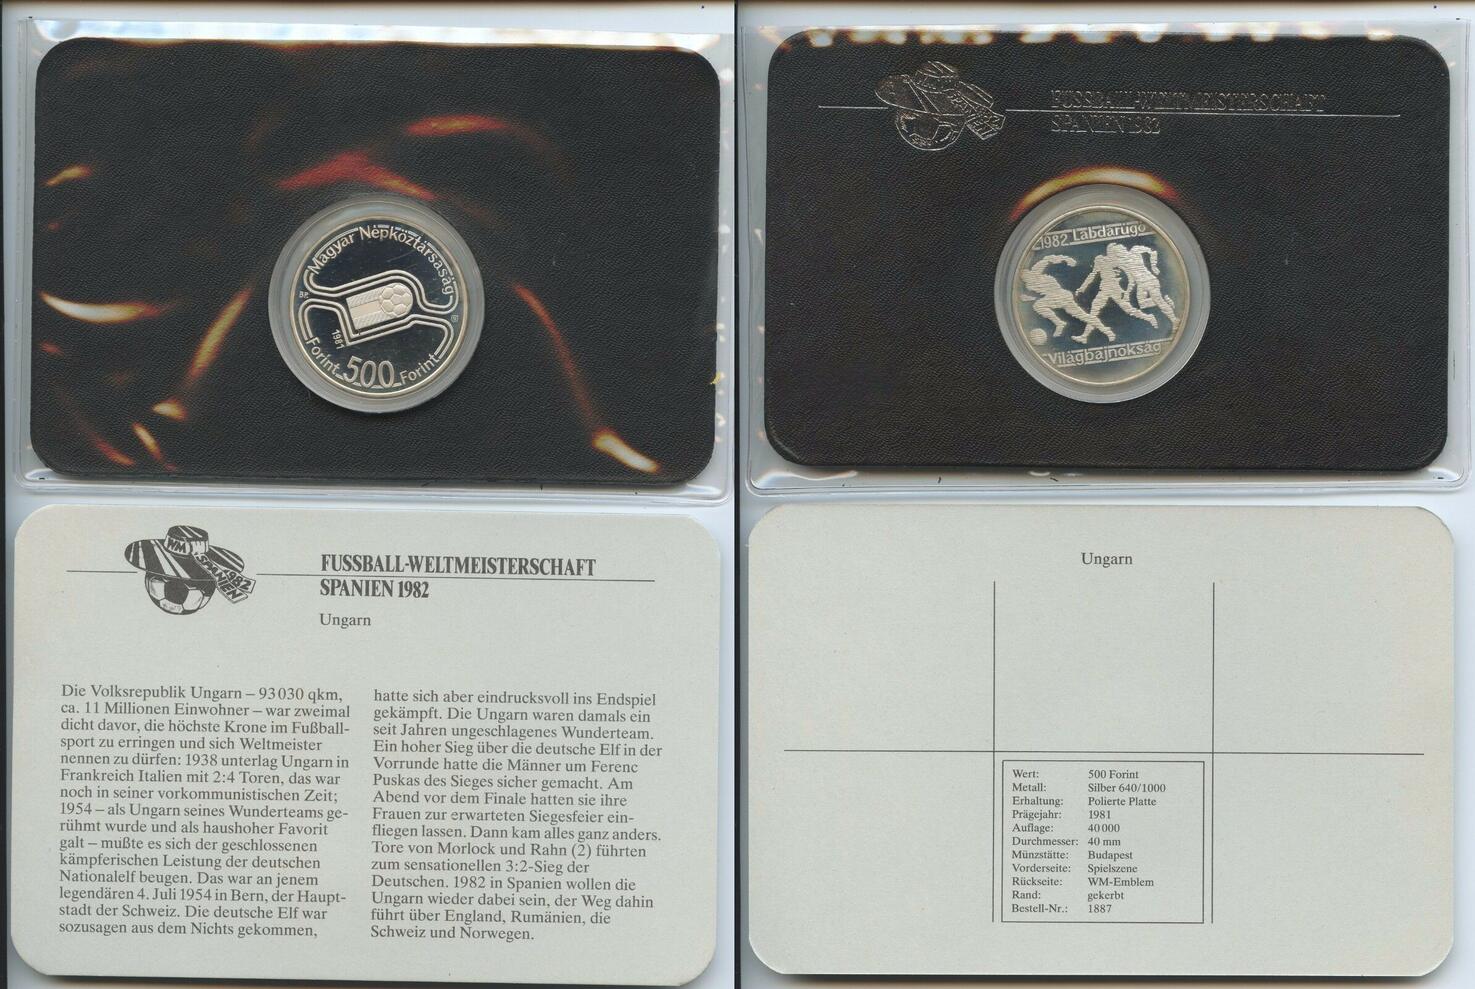 Magyar Népköztársaság
BP.
1981
Forint 500 Forint
FUSSBALL-WELTMEISTERSCHAFT
SPANIEN 1982
1982 Labdarúgó
Világbajnokság
WM
SPANIEN
1982
FUSSBALL-WELTMEISTERSCHAFT
SPANIEN 1982
Ungarn
Die Volksrepublik Ungarn – 93 030 qkm,
ca. 11 Millionen Einwohner – war zweimal
dicht davor, die höchste Krone im Fußball-
sport zu erringen und sich Weltmeister
nennen zu dürfen: 1938 unterlag Ungarn in
Frankreich Italien mit 2:4 Toren, das war
noch in seiner vorkommunistischen Zeit;
1954 – als Ungarn seines Wunderteams ge-
rühmt wurde und als haushoher Favorit
galt – mußte es sich der geschlossenen
kämpferischen Leistung der deutschen
Nationalelf beugen. Das war an jenem
legendären 4. Juli 1954 in Bern, der Haupt-
stadt der Schweiz. Die deutsche Elf war
sozusagen aus dem Nichts gekommen,
hatte sich aber eindrucksvoll ins Endspiel
gekämpft. Die Ungarn waren damals ein
seit Jahren ungeschlagenes Wunderteam.
Ein hoher Sieg über die deutsche Elf in der
Vorrunde hatte die Männer um Ferenc
Puskas des Sieges sicher gemacht. Am
Abend vor dem Finale hatten sie ihre
Frauen zur erwarteten Siegesfeier ein-
fliegen lassen. Dann kam alles ganz anders.
Tore von Morlock und Rahn (2) führten
zum sensationellen 3:2-Sieg der
Deutschen. 1982 in Spanien wollen die
Ungarn wieder dabei sein, der Weg dahin
führt über England, Rumänien, die
Schweiz und Norwegen.
Ungarn
Wert: 500 Forint
Metall: Silber 640/1000
Erhaltung: Polierte Platte
Prägejahr: 1981
Auflage: 40 000
Durchmesser: 40 mm
Münzstätte: Budapest
Vorderseite: Spielszene
Rückseite: WM-Emblem
Rand: gekerbt
Bestell-Nr.: 1887